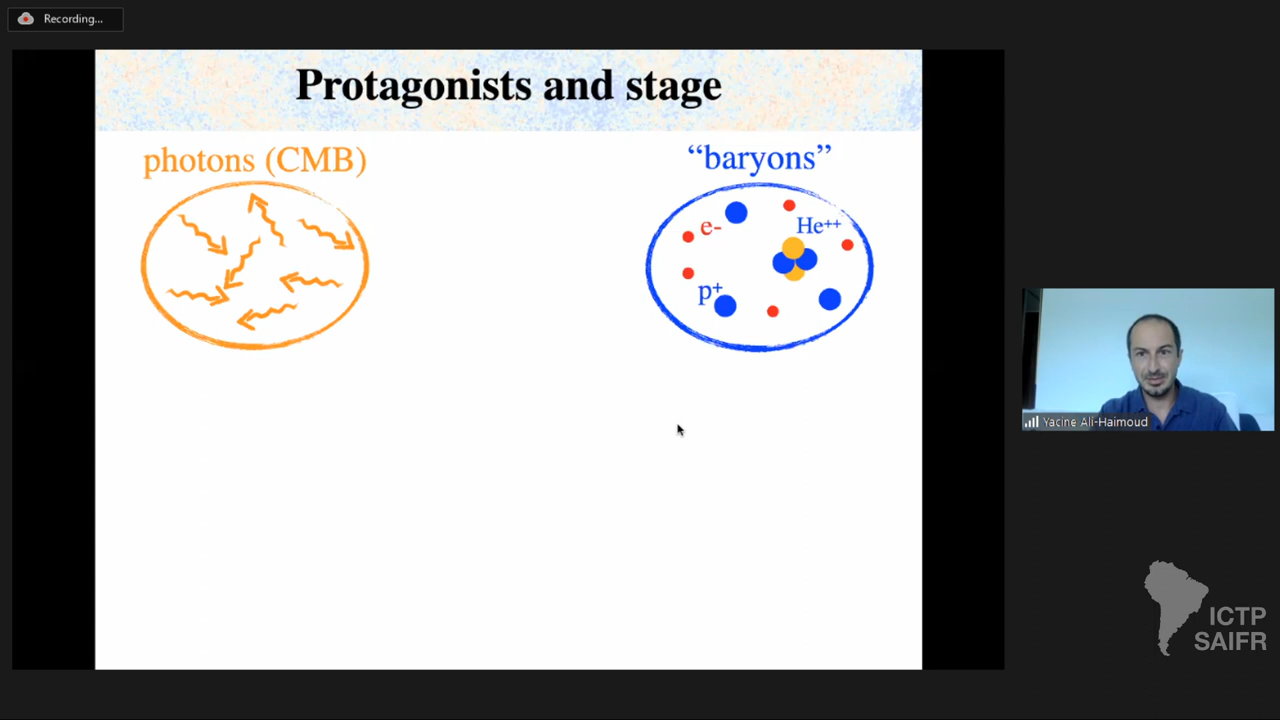 Recording...
Protagonists and stage
photons (CMB)
“baryons”
e-
He⁺⁺
p⁺
Yacine Ali-Haimoud
ICTP
SAIFR